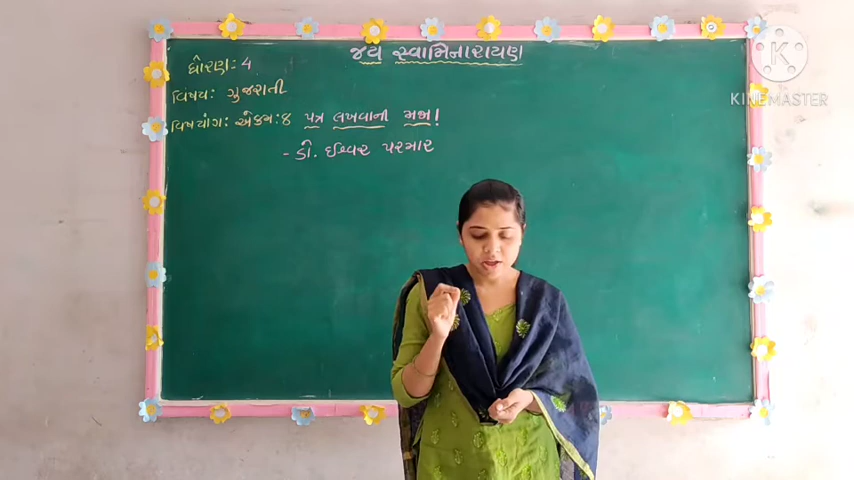 જય સ્વામિનારાયણ
ધોરણ: 4
વિષય: ગુજરાતી
વિષયાંગ: એકમ: 8 પત્ર લખવાની મજા!
- ડૉ. ઈશ્વર પરમાર
K
KINEMASTER